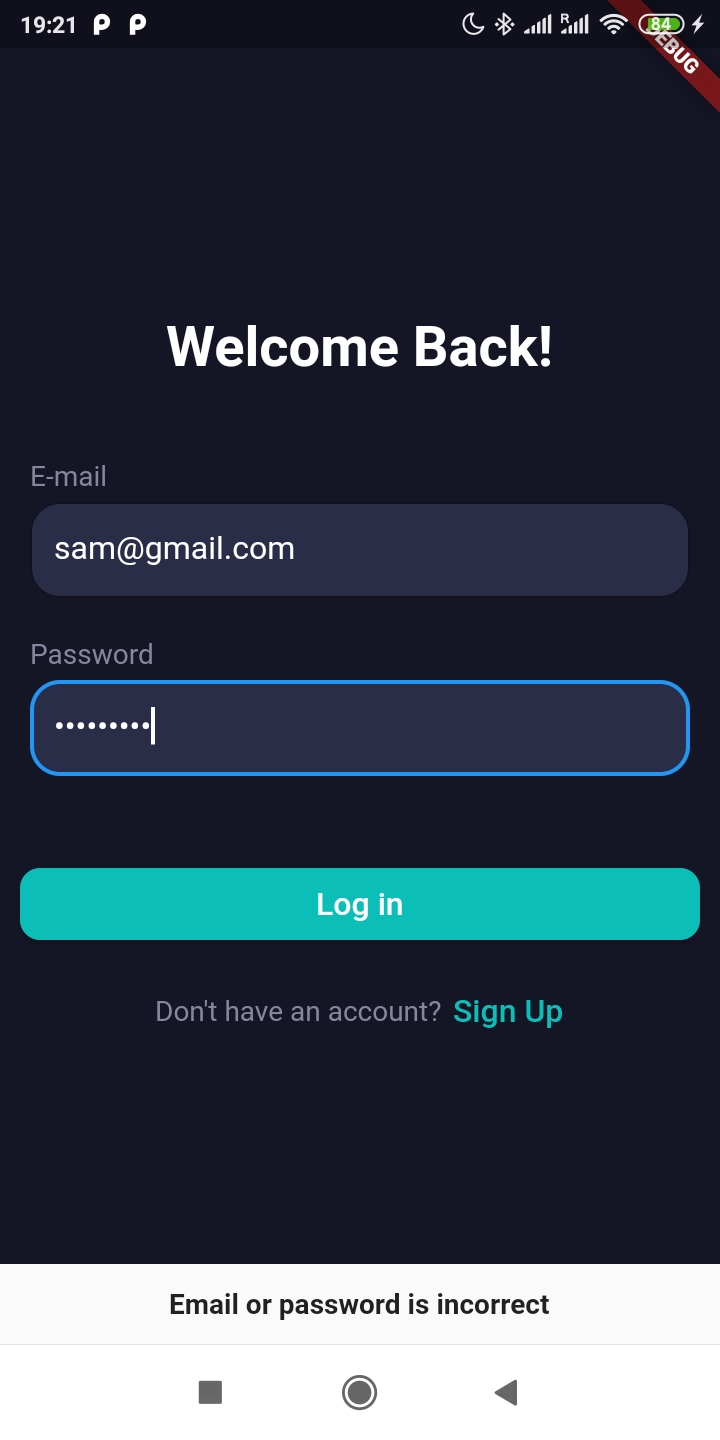 19:21
R
84
DEBUG
Welcome Back!
E-mail
sam@gmail.com
Password
•••••••••
Log in
Don't have an account? Sign Up
Email or password is incorrect